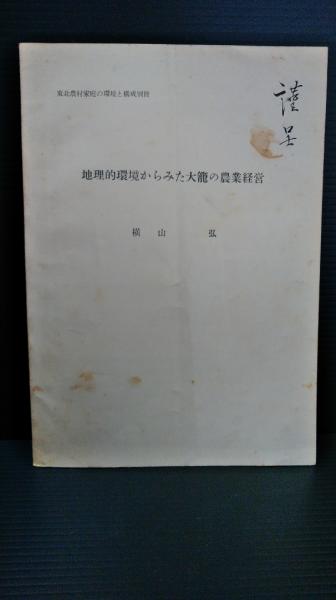 東北農村家庭の環境と構成別冊
謹呈
地理的環境からみた大籠の農業経営
横山 弘